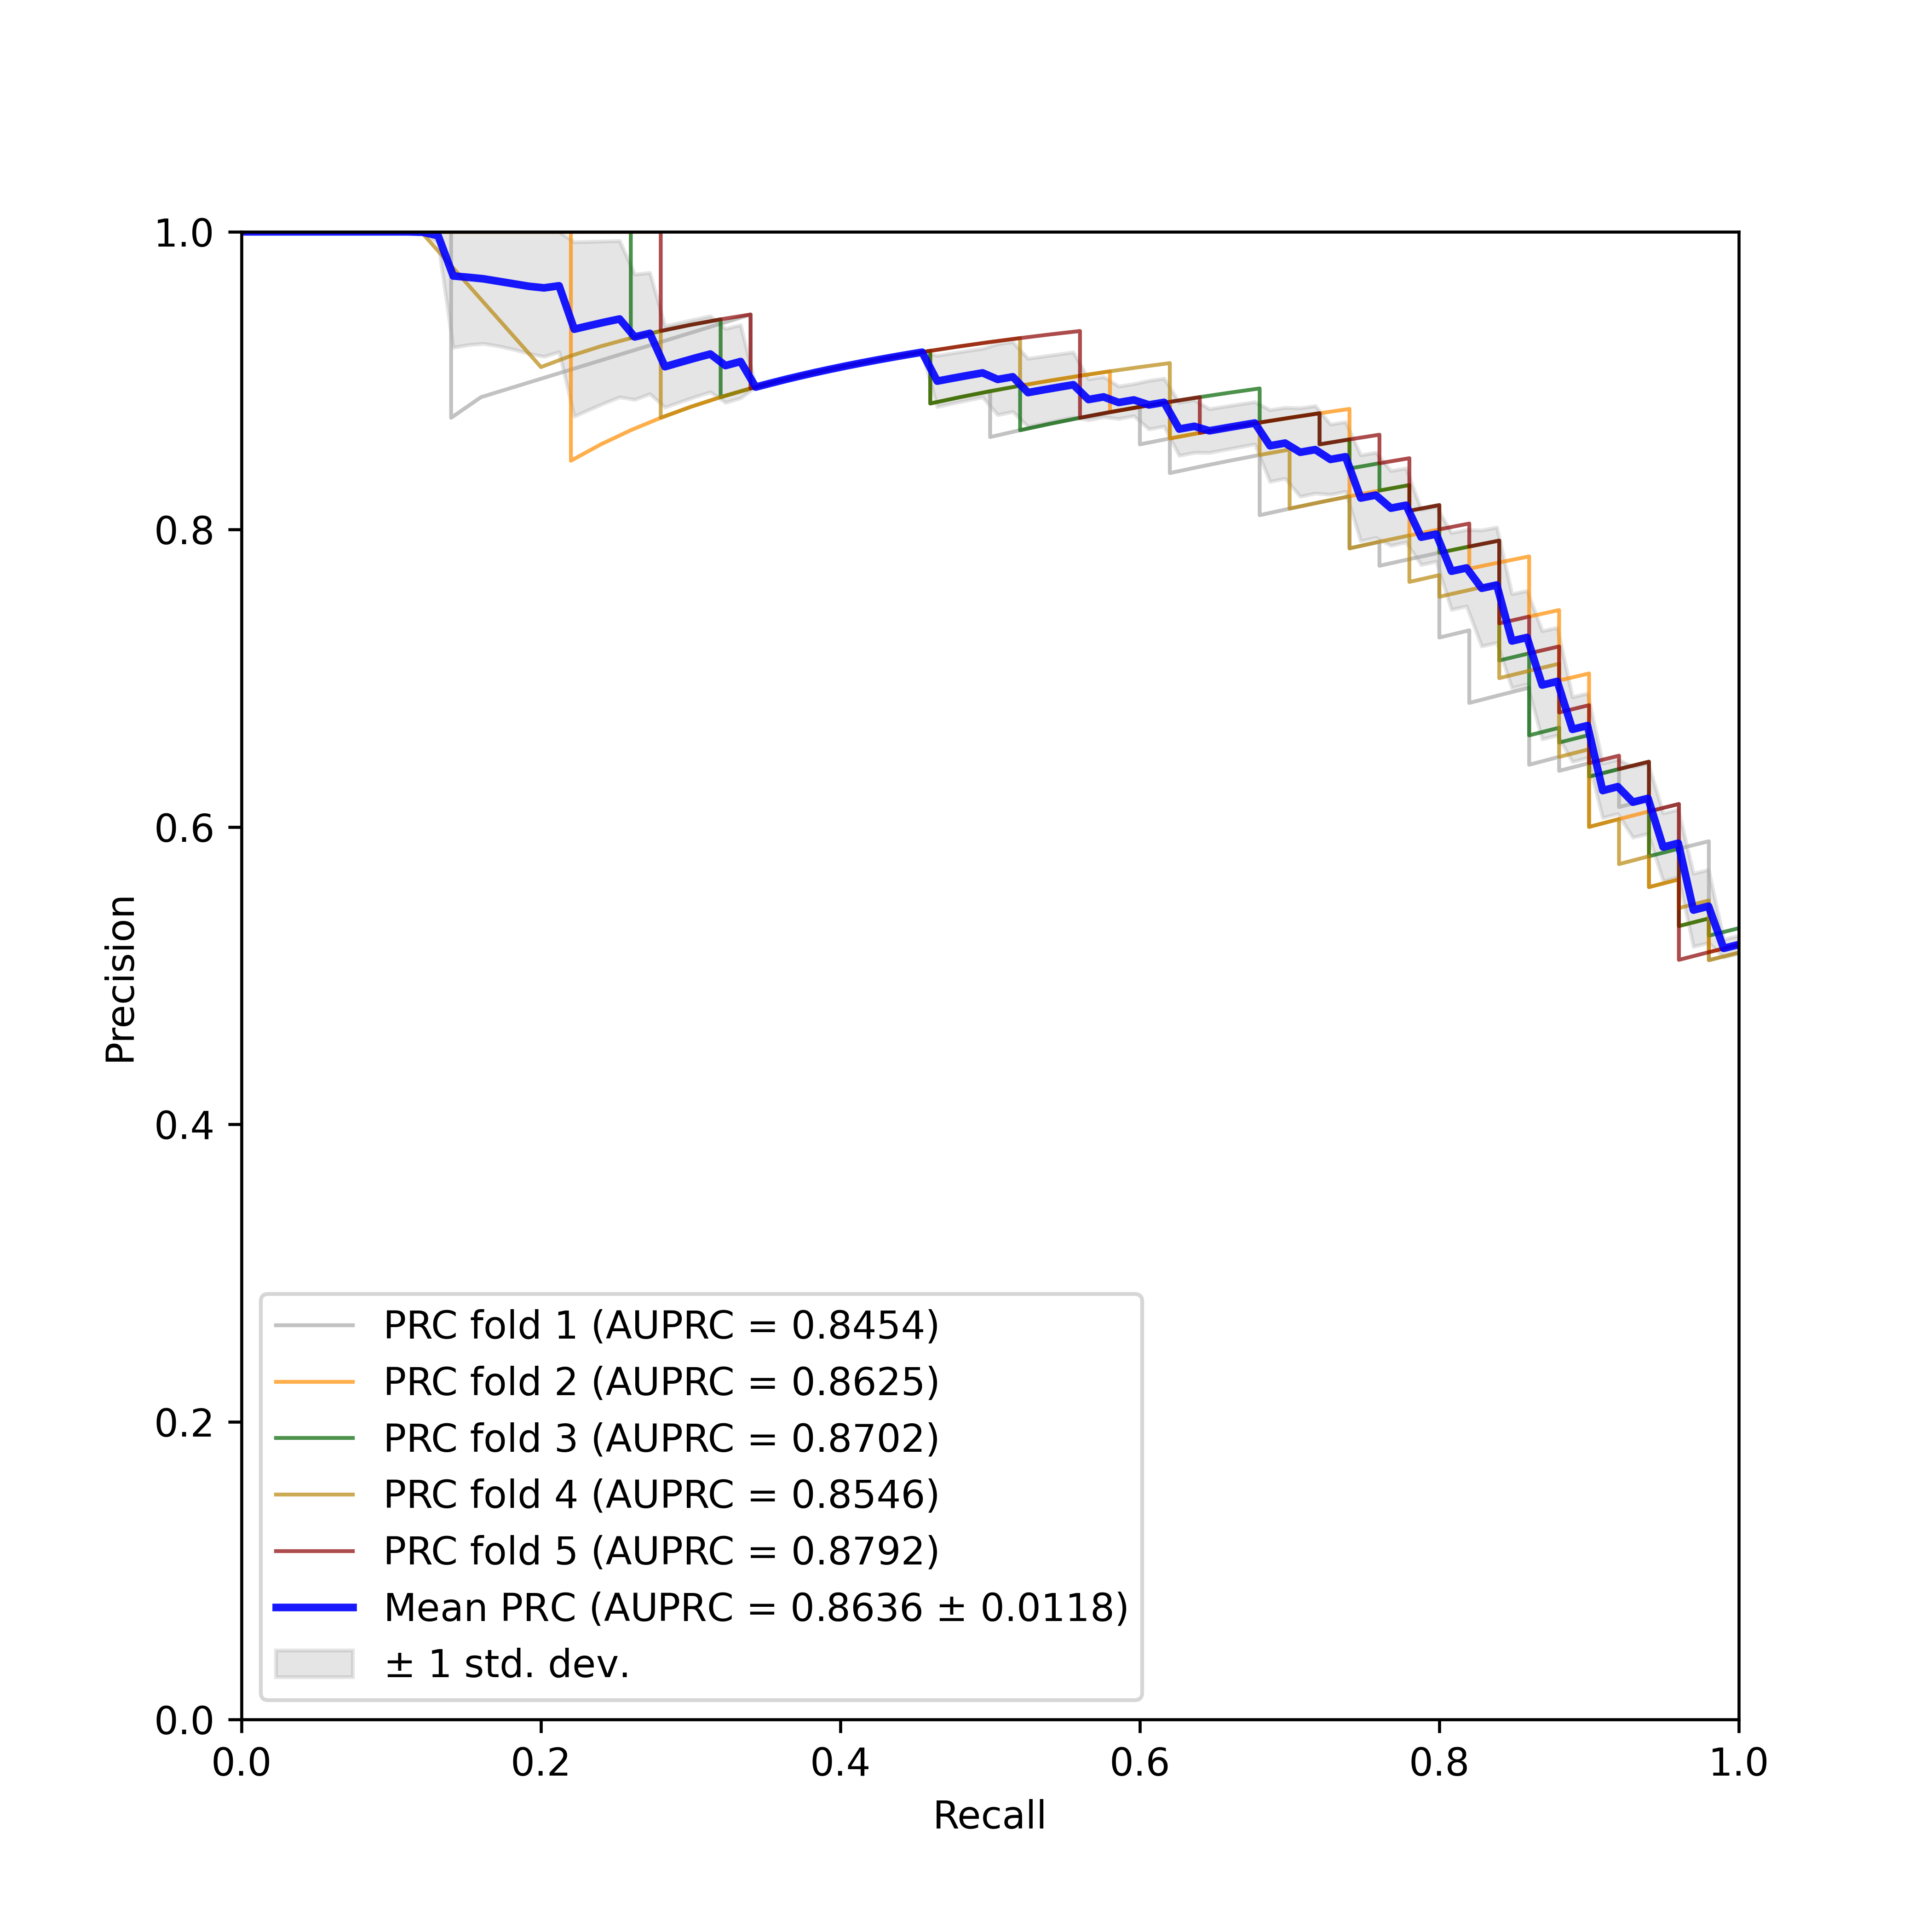 1.0
0.8
0.6
0.4
0.2
0.0
Precision
PRC fold 1 (AUPRC = 0.8454)
PRC fold 2 (AUPRC = 0.8625)
PRC fold 3 (AUPRC = 0.8702)
PRC fold 4 (AUPRC = 0.8546)
PRC fold 5 (AUPRC = 0.8792)
Mean PRC (AUPRC = 0.8636 ± 0.0118)
± 1 std. dev.
0.0 0.2 0.4 0.6 0.8 1.0
Recall